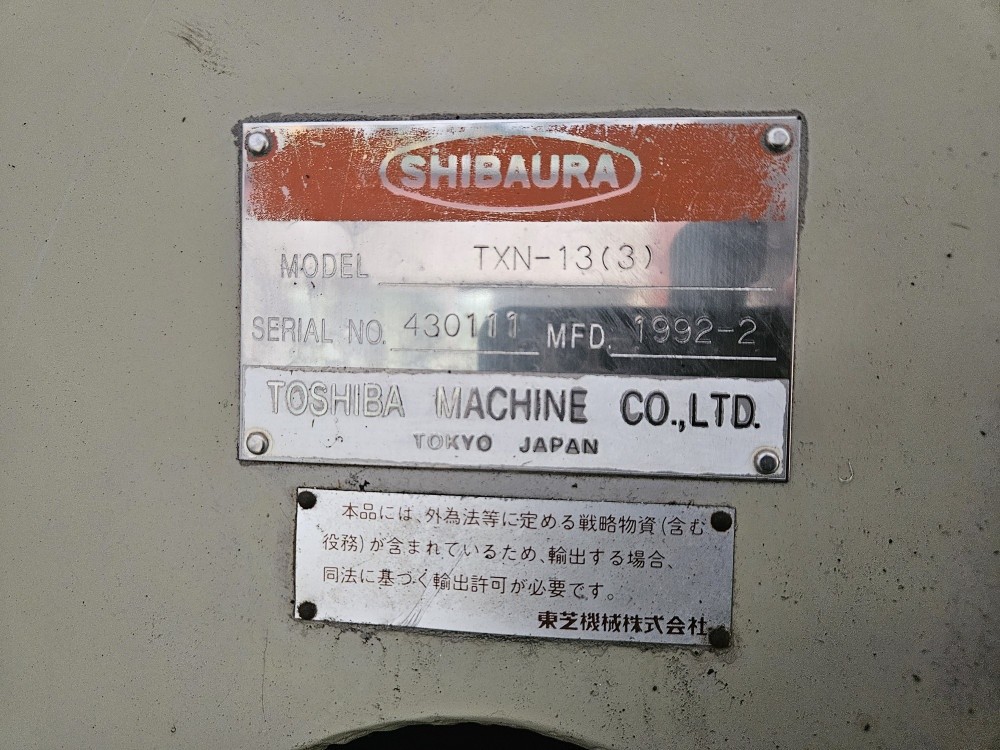 SHIBAURA
MODEL TXN-13(3)
SERIAL NO. 430111 MFD. 1992-2
TOSHIBA MACHINE CO.,LTD.
TOKYO JAPAN
本品には、外為法等に定める戦略物資(含む
役務)が含まれているため、輸出する場合、
同法に基づく輸出許可が必要です。
東芝機械株式会社